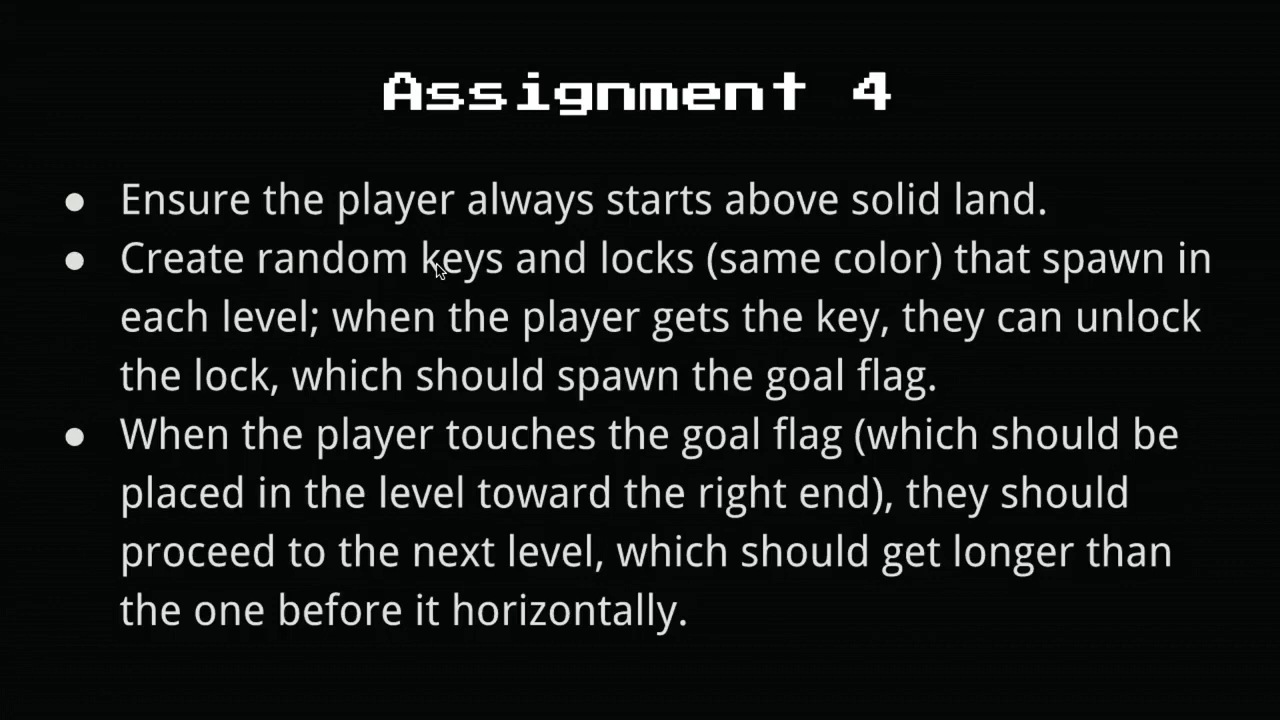 Assignment 4
● Ensure the player always starts above solid land.
● Create random keys and locks (same color) that spawn in
each level; when the player gets the key, they can unlock
the lock, which should spawn the goal flag.
● When the player touches the goal flag (which should be
placed in the level toward the right end), they should
proceed to the next level, which should get longer than
the one before it horizontally.